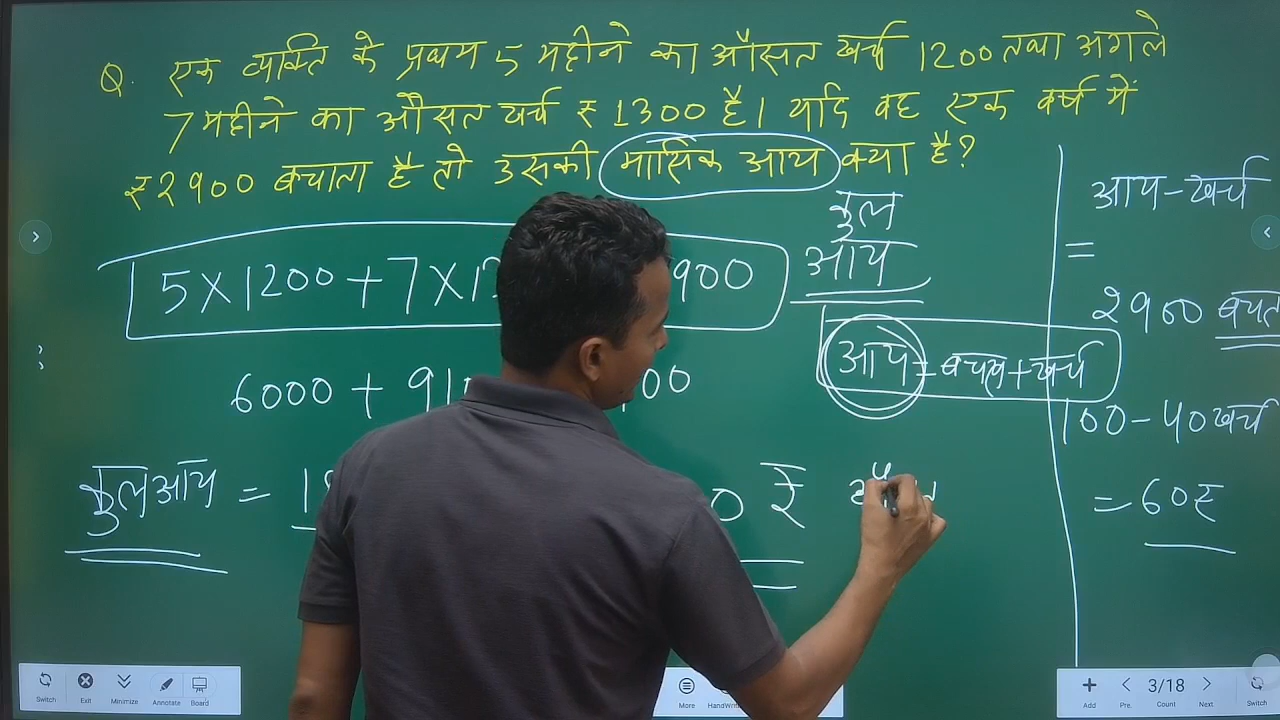 Q. एक व्यक्ति के प्रथम 5 महीने का औसत खर्च 1200 तथा अगले
7 महीने का औसत खर्च ₹ 1300 है। यदि वह एक वर्ष में
₹ 2900 बचाता है तो उसकी मासिक आय क्या है?
5 X 1200 + 7 X 1 900
6000 + 91 00
कुल आय =
0 ₹
कुल
आय
आय = बचत + खर्च
आय - खर्च
=
2900 बचत
100 - 40 खर्च
= 60 ₹
Switch Exit Minimize Annotate Board
More HandWri
Add Pre. 3/18 Count Next Switch